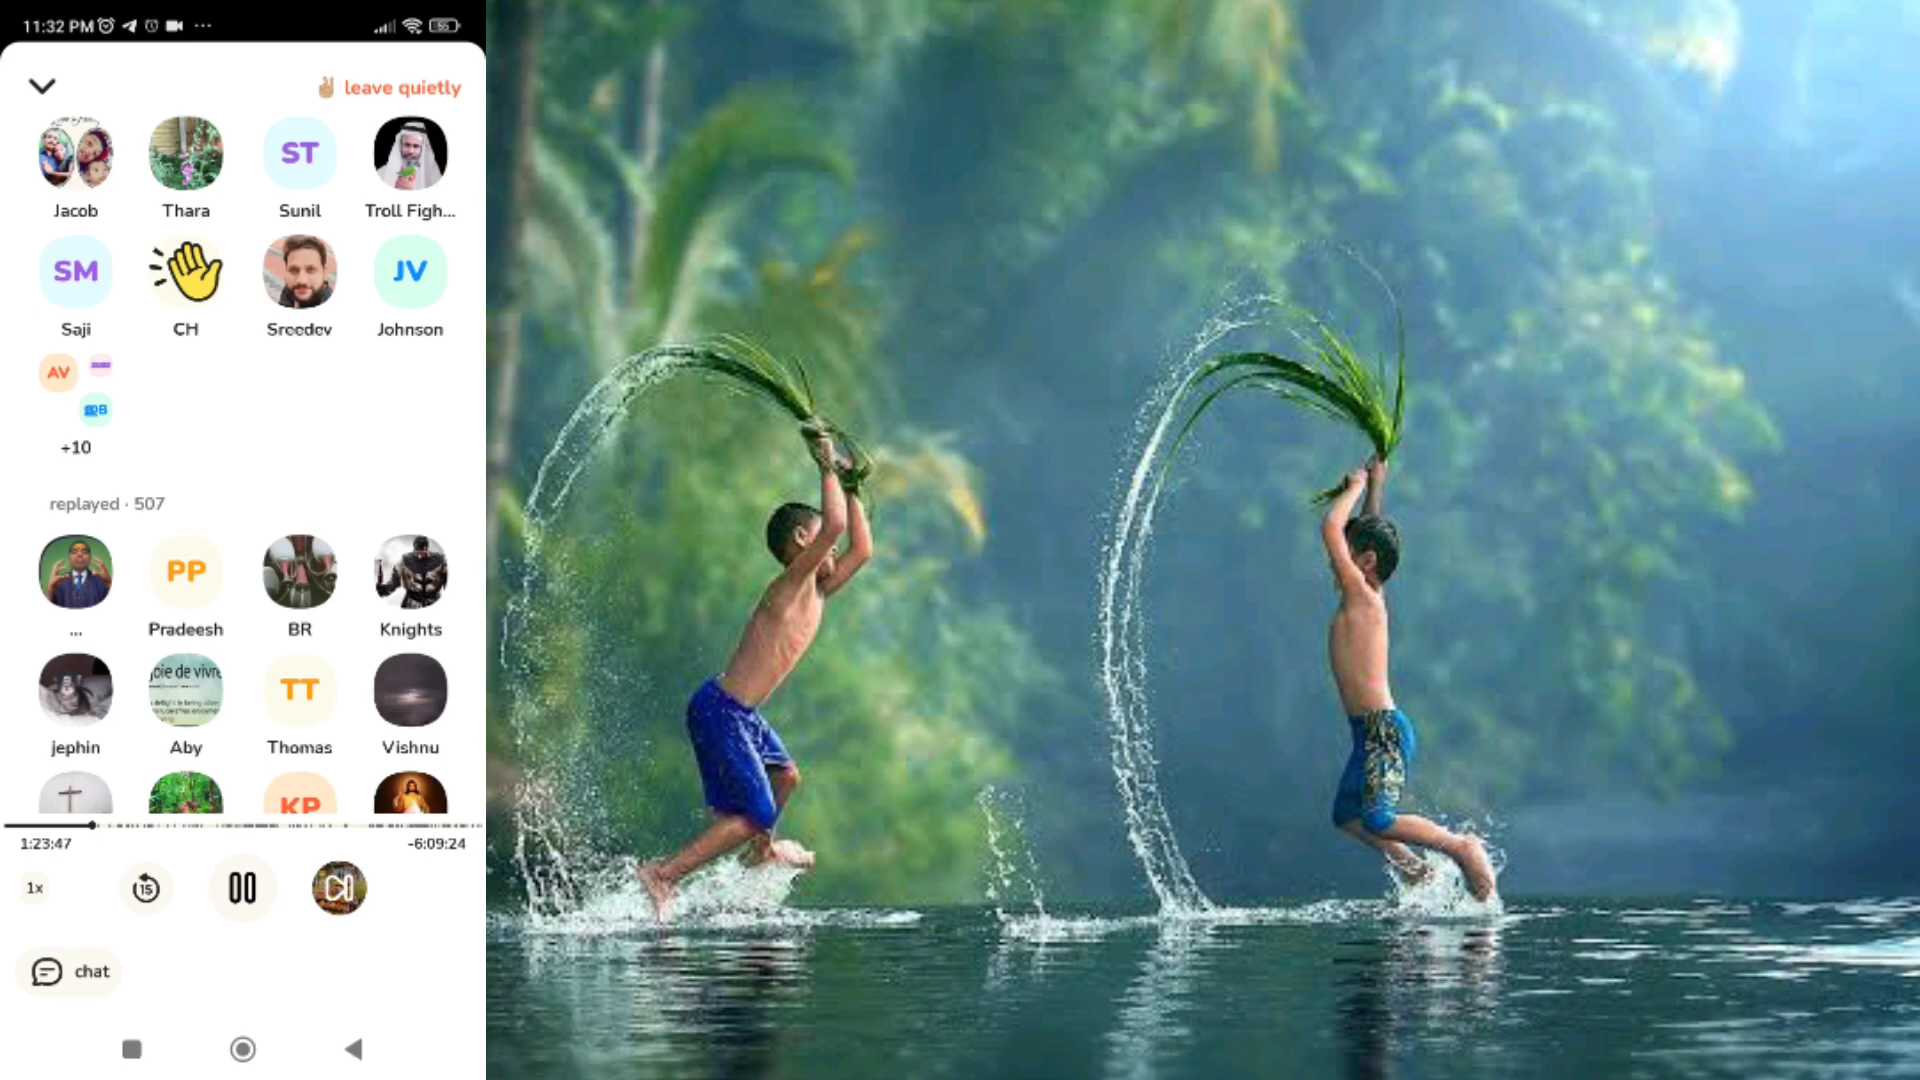 11:32 PM ...
55
✌🏼 leave quietly
ST
Jacob Thara Sunil Troll Figh...
SM JV
Saji CH Sreedev Johnson
AV
+10
replayed · 507
PP
... Pradeesh BR Knights
joie de vivre
TT
jephin Aby Thomas Vishnu
KP
1:23:47 -6:09:24
1x 15
chat